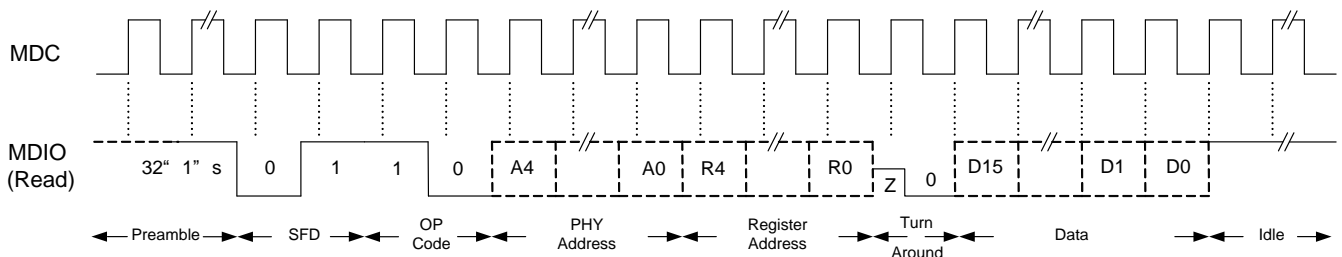 MDC
MDIO
(Read)
32“ 1” s 0 1 1 0 A4 A0 R4 R0 Z 0 D15 D1 D0
Preamble SFD OP Code PHY Address Register Address Turn Around Data Idle